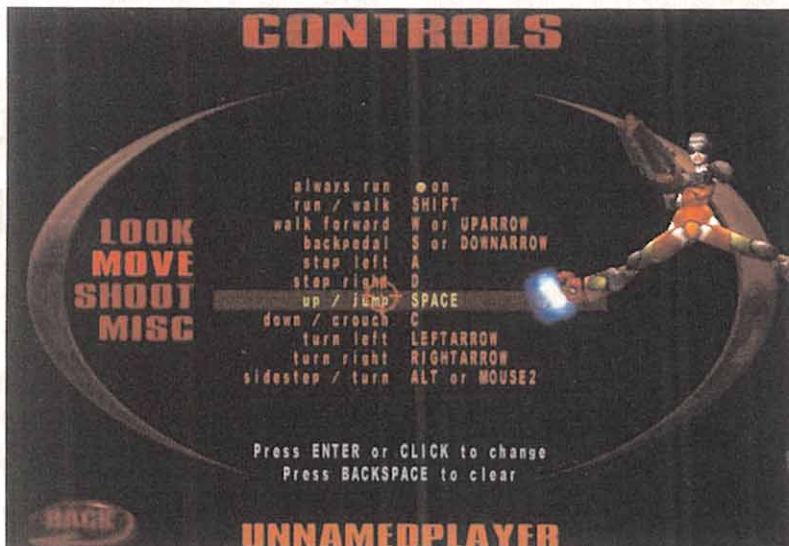 CONTROLS
always run on
run / walk SHIFT
walk forward W or UPARROW
backpedal S or DOWNARROW
step left A
step right D
up / jump SPACE
down / crouch C
turn left LEFTARROW
turn right RIGHTARROW
sidestep / turn ALT or MOUSE2
LOOK
MOVE
SHOOT
MISC
Press ENTER or CLICK to change
Press BACKSPACE to clear
BACK
UNNAMEDPLAYER